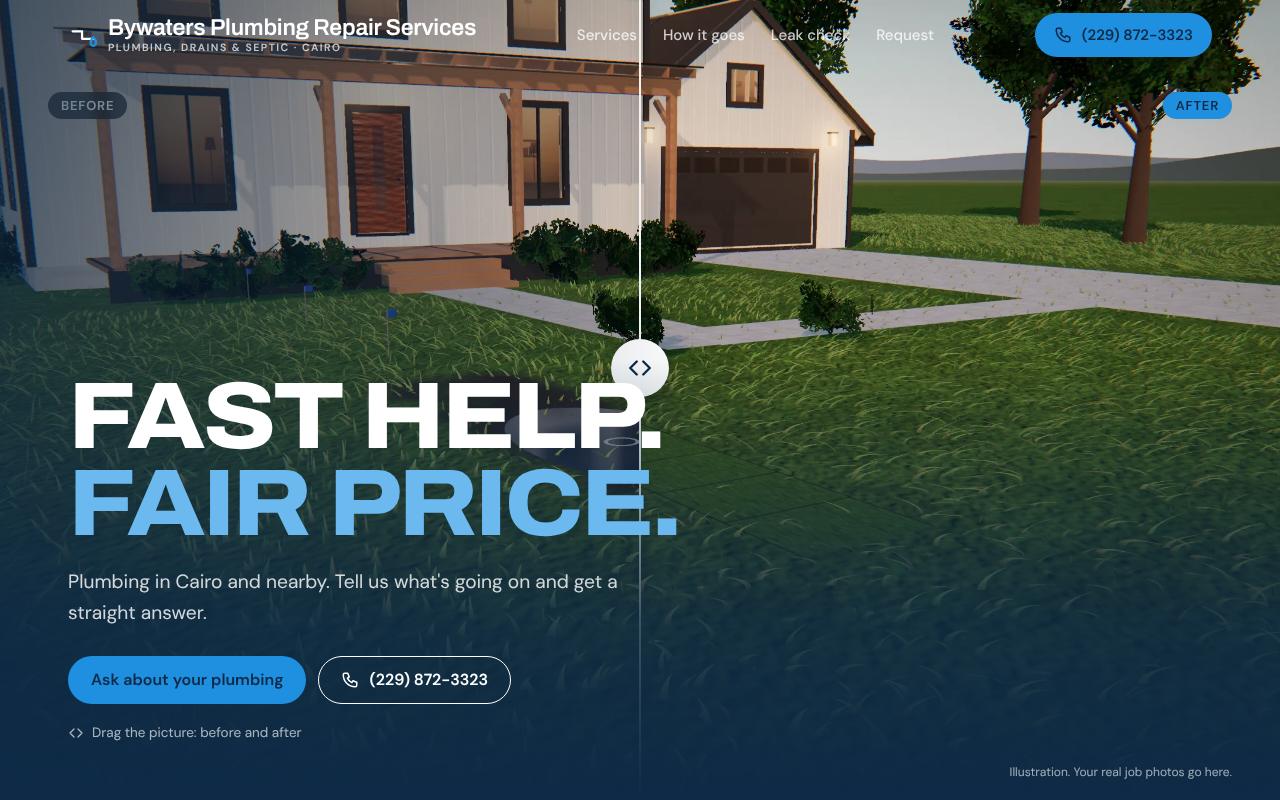 Bywaters Plumbing Repair Services
PLUMBING, DRAINS & SEPTIC · CAIRO
Services
How it goes
Leak check
Request
(229) 872-3323
BEFORE
AFTER
FAST HELP.
FAIR PRICE.
Plumbing in Cairo and nearby. Tell us what's going on and get a
straight answer.
Ask about your plumbing
(229) 872-3323
Drag the picture: before and after
Illustration. Your real job photos go here.